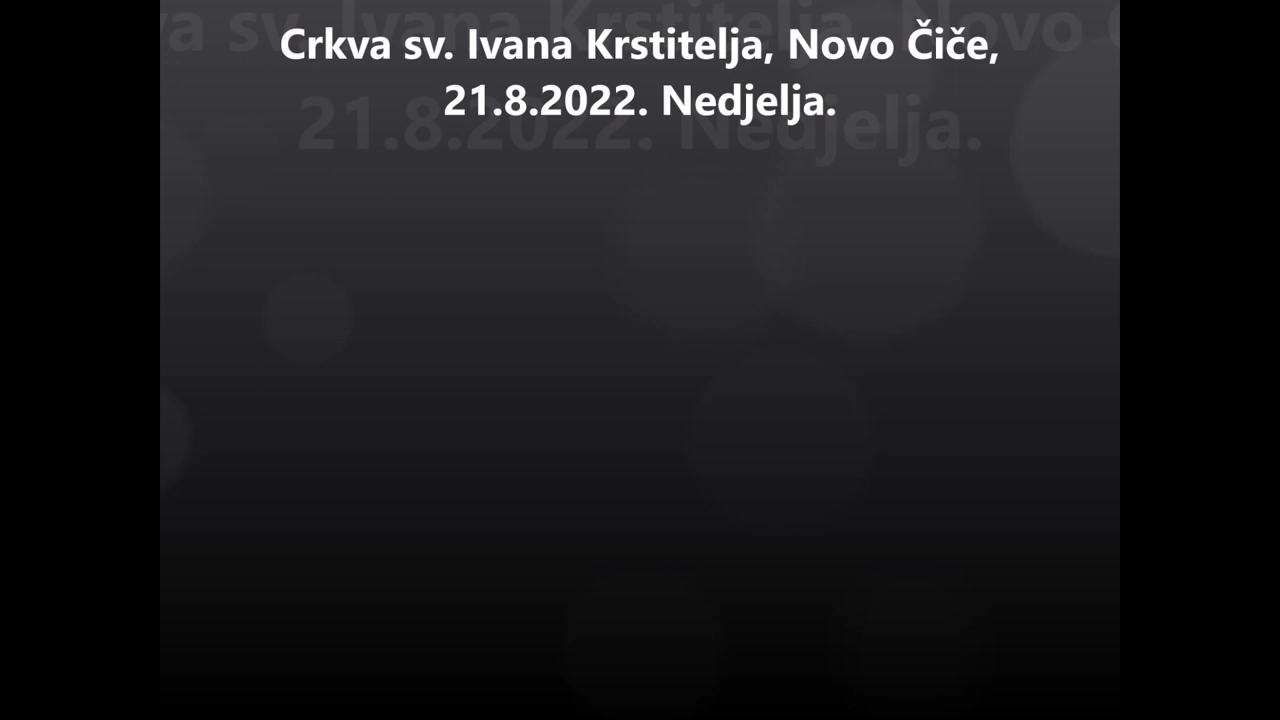 Crkva sv. Ivana Krstitelja, Novo Čiče,
21.8.2022. Nedjelja.